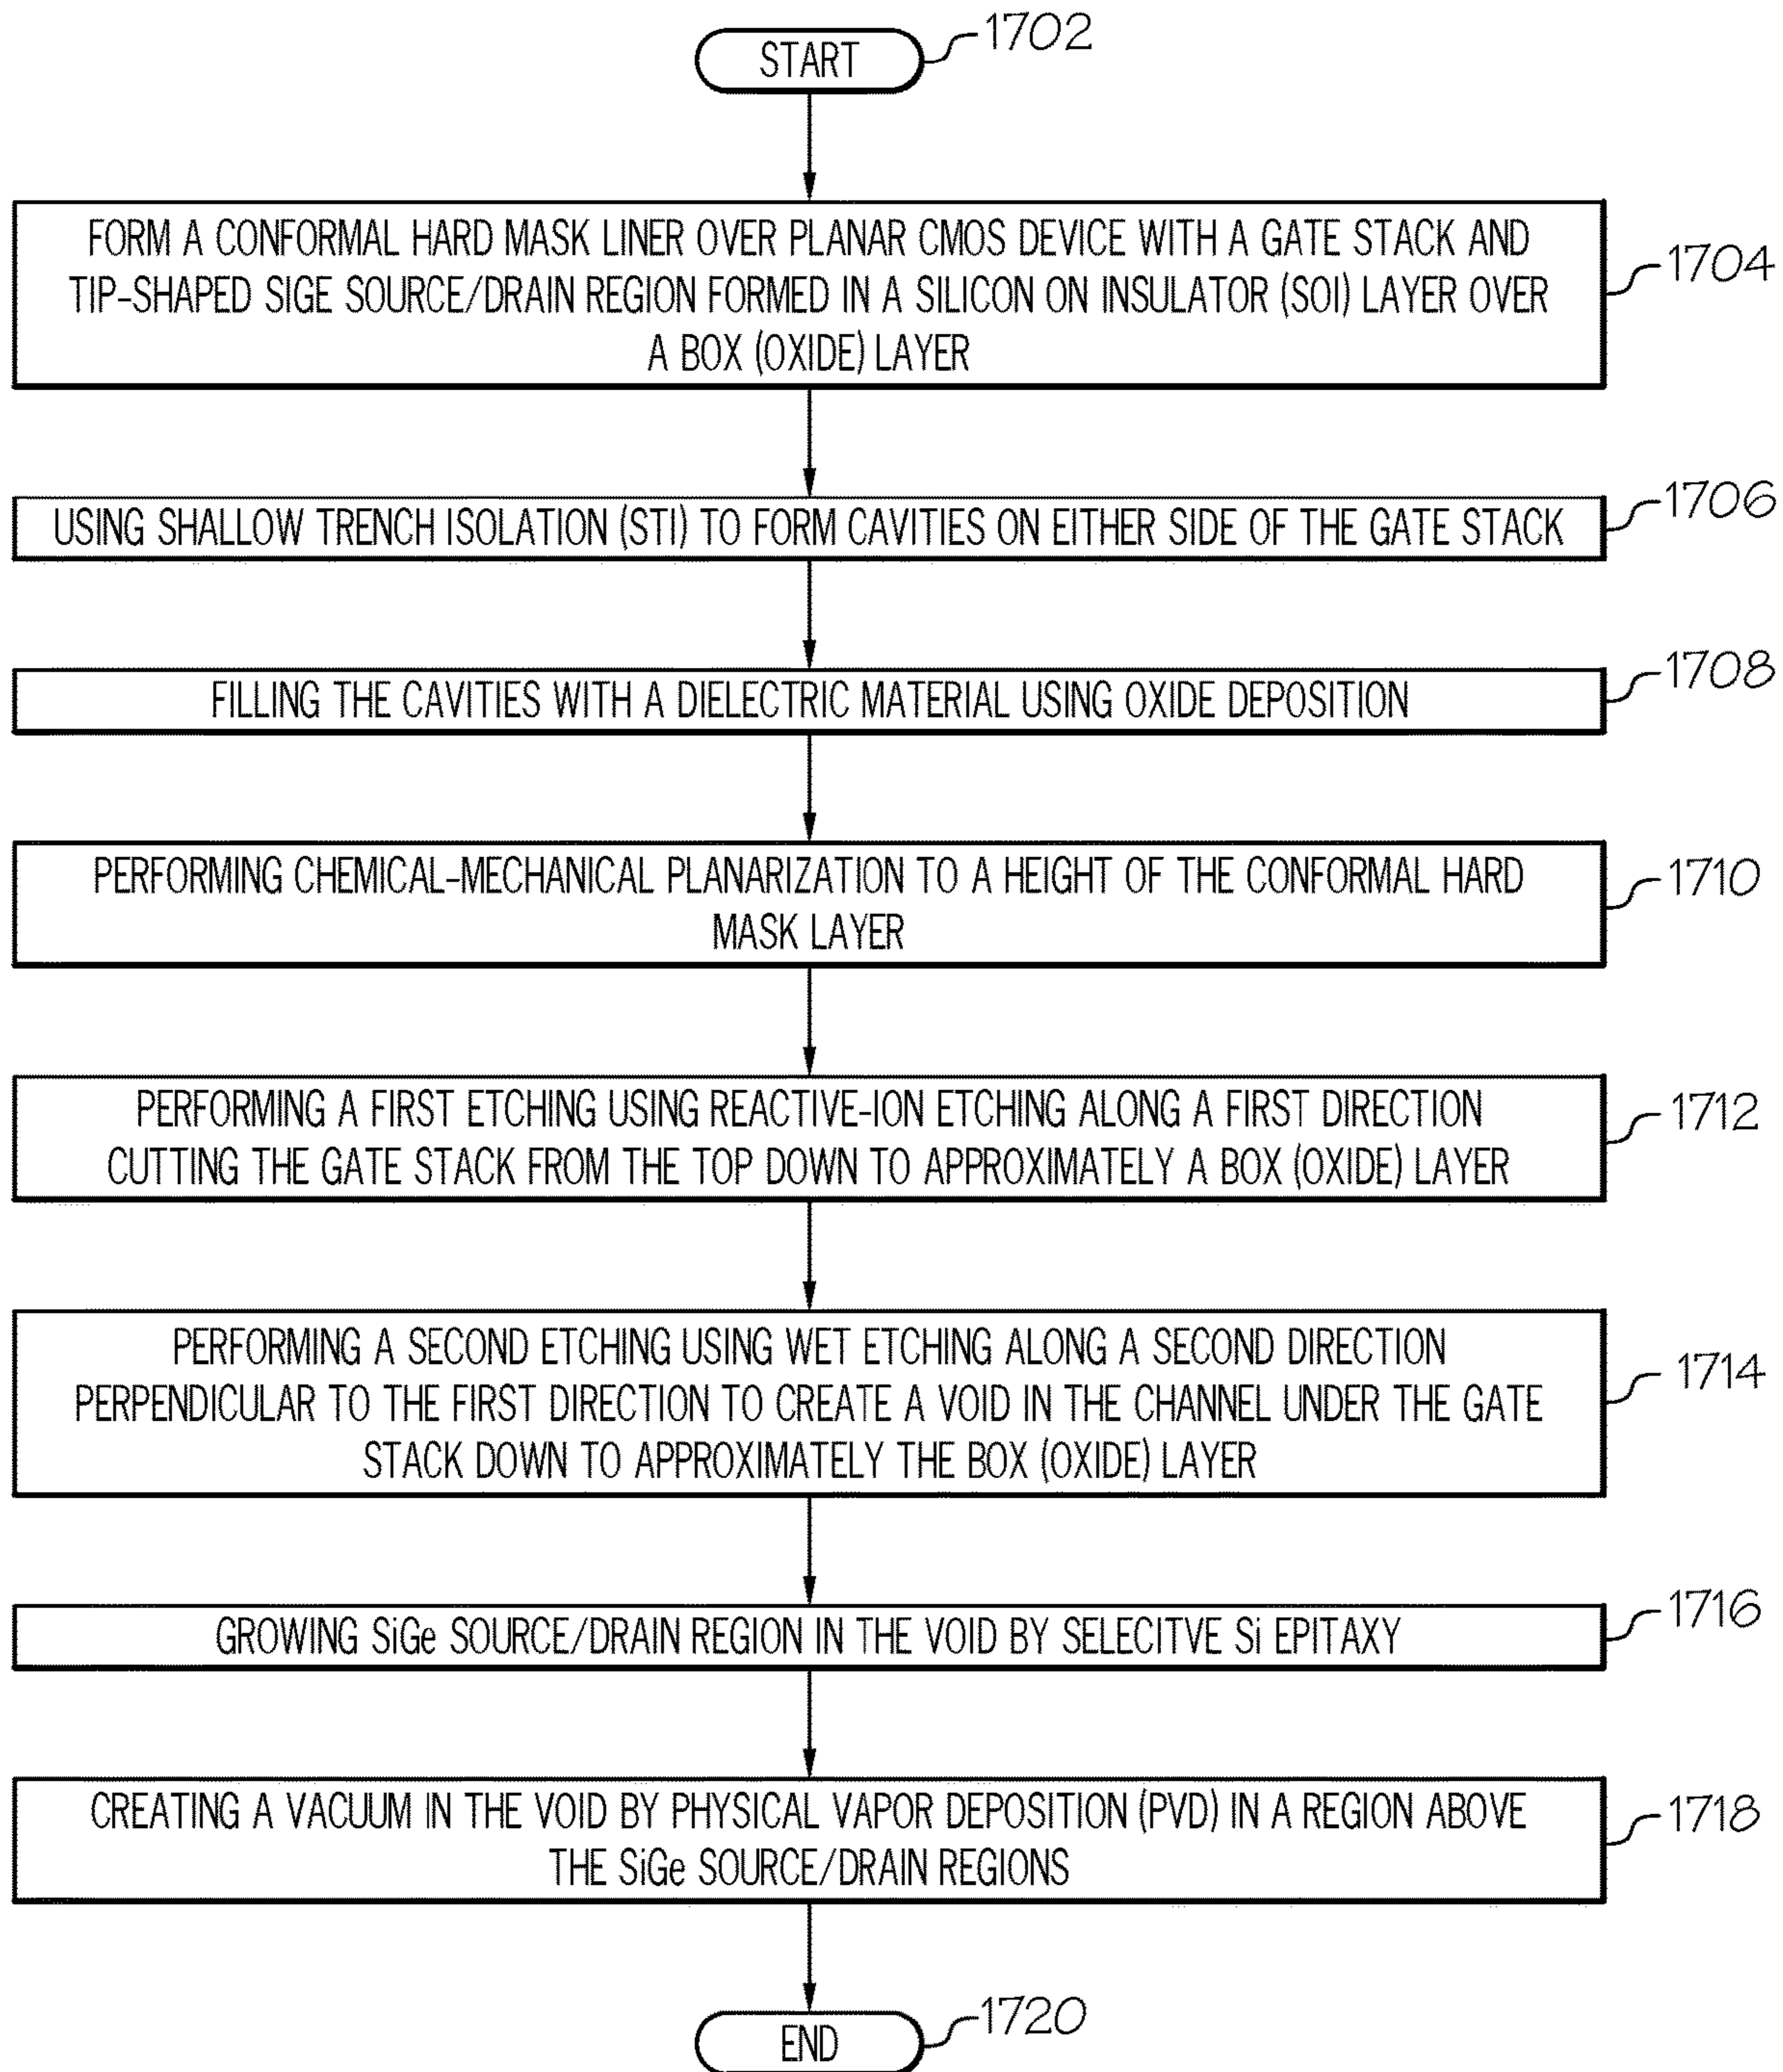 START
1702
FORM A CONFORMAL HARD MASK LINER OVER PLANAR CMOS DEVICE WITH A GATE STACK AND
TIP-SHAPED SIGE SOURCE/DRAIN REGION FORMED IN A SILICON ON INSULATOR (SOI) LAYER OVER
A BOX (OXIDE) LAYER
1704
USING SHALLOW TRENCH ISOLATION (STI) TO FORM CAVITIES ON EITHER SIDE OF THE GATE STACK
1706
FILLING THE CAVITIES WITH A DIELECTRIC MATERIAL USING OXIDE DEPOSITION
1708
PERFORMING CHEMICAL-MECHANICAL PLANARIZATION TO A HEIGHT OF THE CONFORMAL HARD
MASK LAYER
1710
PERFORMING A FIRST ETCHING USING REACTIVE-ION ETCHING ALONG A FIRST DIRECTION
CUTTING THE GATE STACK FROM THE TOP DOWN TO APPROXIMATELY A BOX (OXIDE) LAYER
1712
PERFORMING A SECOND ETCHING USING WET ETCHING ALONG A SECOND DIRECTION
PERPENDICULAR TO THE FIRST DIRECTION TO CREATE A VOID IN THE CHANNEL UNDER THE GATE
STACK DOWN TO APPROXIMATELY THE BOX (OXIDE) LAYER
1714
GROWING SiGe SOURCE/DRAIN REGION IN THE VOID BY SELECITVE Si EPITAXY
1716
CREATING A VACUUM IN THE VOID BY PHYSICAL VAPOR DEPOSITION (PVD) IN A REGION ABOVE
THE SiGe SOURCE/DRAIN REGIONS
1718
END
1720